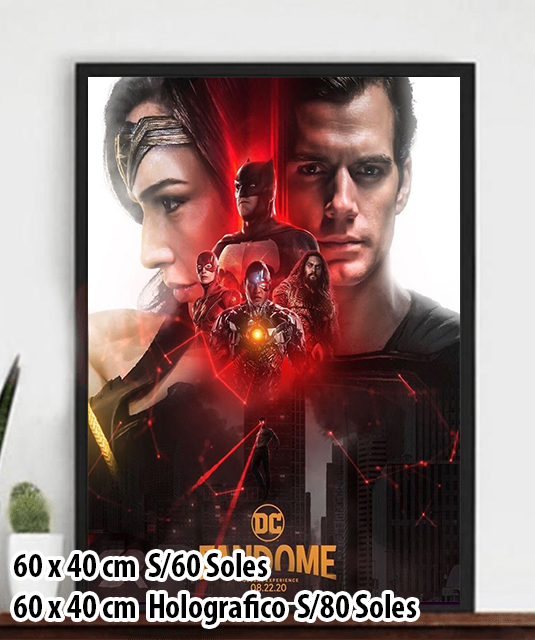 DC
FANDOME
EXPERIENCE
08.22.20
60 x 40 cm S/60 Soles
60 x 40 cm Holografico S/80 Soles